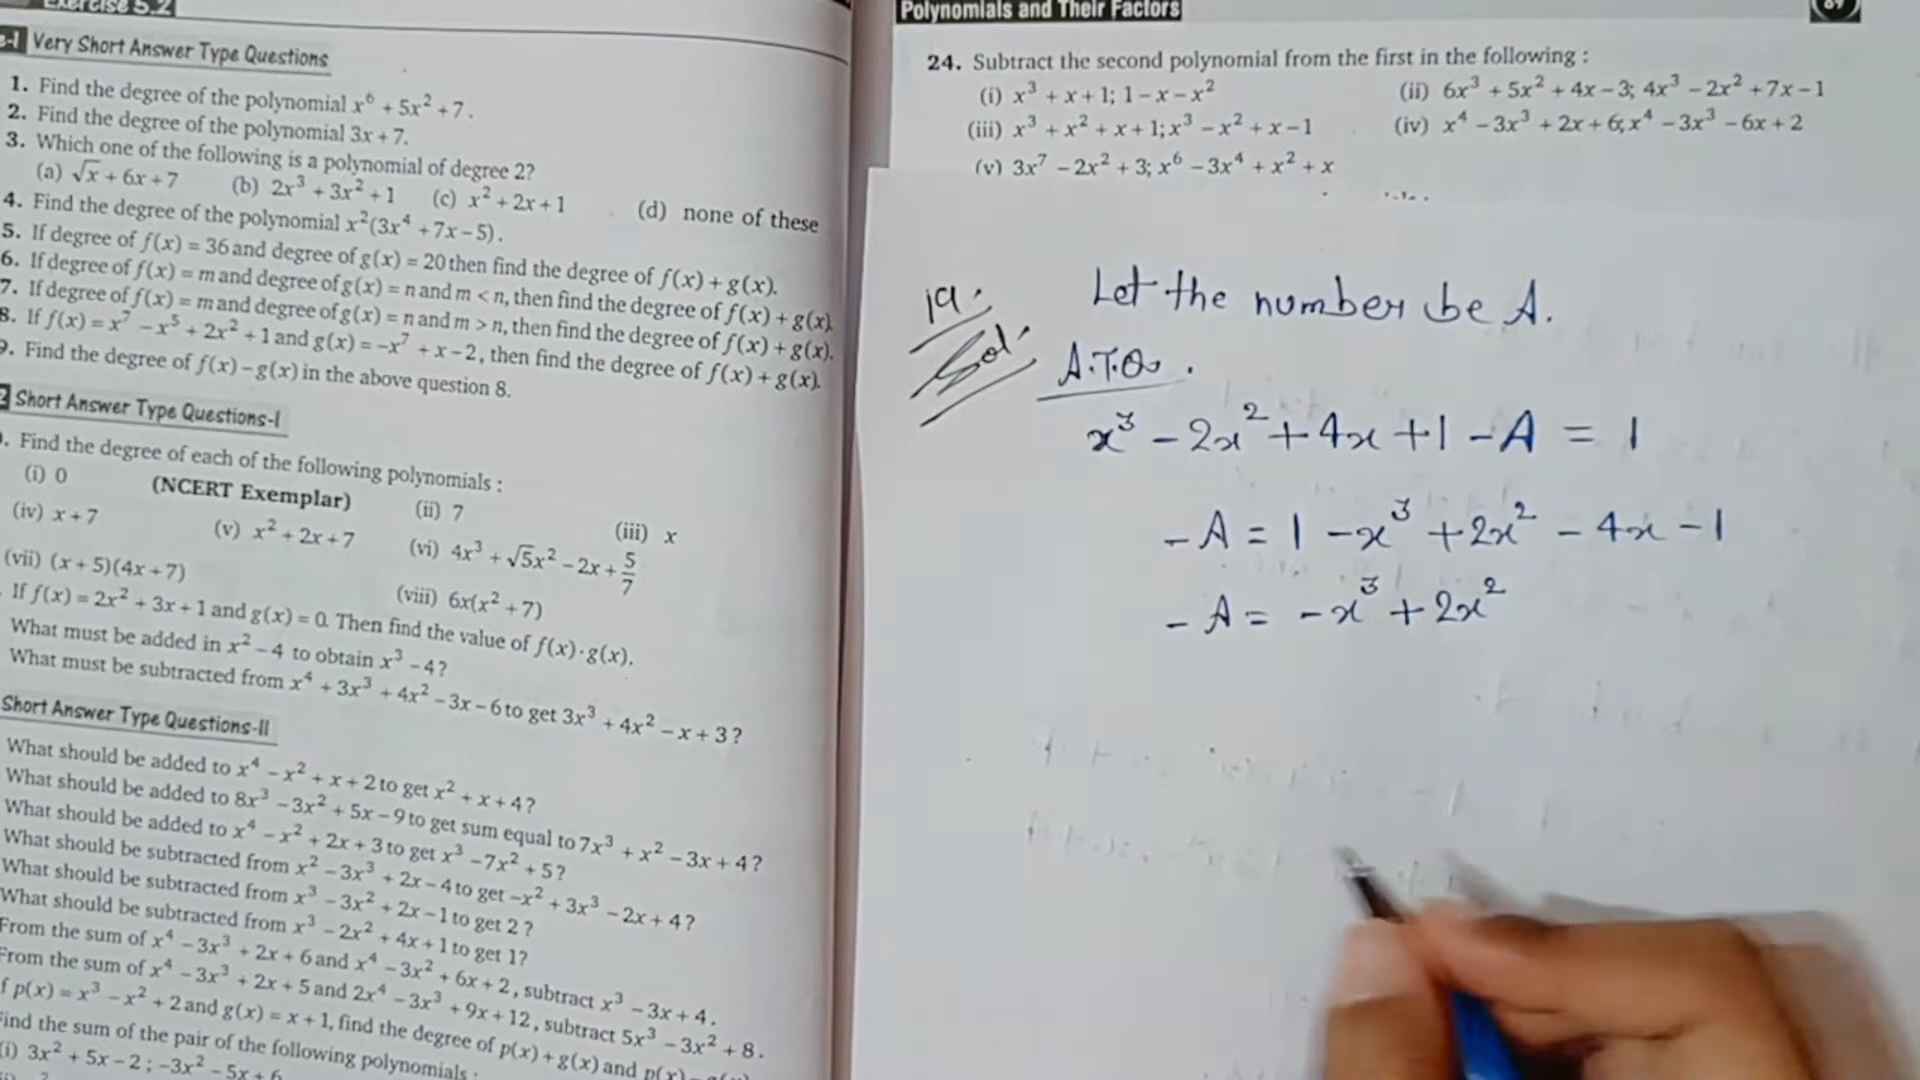 Exercise 5.2
Very Short Answer Type Questions
1. Find the degree of the polynomial x⁶ + 5x² + 7.
2. Find the degree of the polynomial 3x + 7.
3. Which one of the following is a polynomial of degree 2?
(a) √x + 6x + 7 (b) 2x³ + 3x² + 1 (c) x² + 2x + 1 (d) none of these
4. Find the degree of the polynomial x²(3x⁴ + 7x − 5).
5. If degree of f(x) = 36 and degree of g(x) = 20 then find the degree of f(x) + g(x).
6. If degree of f(x) = m and degree of g(x) = n and m < n, then find the degree of f(x) + g(x).
7. If degree of f(x) = m and degree of g(x) = n and m > n, then find the degree of f(x) + g(x).
8. If f(x) = x⁷ − x⁵ + 2x² + 1 and g(x) = −x⁷ + x − 2, then find the degree of f(x) + g(x).
9. Find the degree of f(x) − g(x) in the above question 8.
Short Answer Type Questions-I
. Find the degree of each of the following polynomials :
(NCERT Exemplar)
(i) 0 (ii) 7 (iii) x
(iv) x + 7 (v) x² + 2x + 7 (vi) 4x³ + √5x² − 2x + 5/7
(vii) (x + 5)(4x + 7) (viii) 6x(x² + 7)
If f(x) = 2x² + 3x + 1 and g(x) = 0. Then find the value of f(x)·g(x).
What must be added in x² − 4 to obtain x³ − 4?
What must be subtracted from x⁴ + 3x³ + 4x² − 3x − 6 to get 3x³ + 4x² − x + 3?
Short Answer Type Questions-II
What should be added to x⁴ − x² + x + 2 to get x² + x + 4?
What should be added to 8x³ − 3x² + 5x − 9 to get sum equal to 7x³ + x² − 3x + 4?
What should be added to x⁴ − x² + 2x + 3 to get x³ − 7x² + 5?
What should be subtracted from x² − 3x³ + 2x − 4 to get −x² + 3x³ − 2x + 4?
What should be subtracted from x³ − 3x² + 2x − 1 to get 2?
What should be subtracted from x³ − 2x² + 4x + 1 to get 1?
From the sum of x⁴ − 3x³ + 2x + 6 and x⁴ − 3x² + 6x + 2, subtract x³ − 3x + 4.
From the sum of x⁴ − 3x³ + 2x + 5 and 2x⁴ − 3x³ + 9x + 12, subtract 5x³ − 3x² + 8.
f p(x) = x³ − x² + 2 and g(x) = x + 1, find the degree of p(x) + g(x) and p(x)
ind the sum of the pair of the following polynomials :
(i) 3x² + 5x − 2 ; −3x² − 5x + 6
Polynomials and Their Factors
24. Subtract the second polynomial from the first in the following :
(i) x³ + x + 1; 1 − x − x² (ii) 6x³ + 5x² + 4x − 3; 4x³ − 2x² + 7x − 1
(iii) x³ + x² + x + 1; x³ − x² + x − 1 (iv) x⁴ − 3x³ + 2x + 6; x⁴ − 3x³ − 6x + 2
(v) 3x⁷ − 2x² + 3; x⁶ − 3x⁴ + x² + x
19. Let the number be A.
Sol. A.T.Q.
x³ − 2x² + 4x + 1 − A = 1
− A = 1 − x³ + 2x² − 4x − 1
− A = − x³ + 2x²